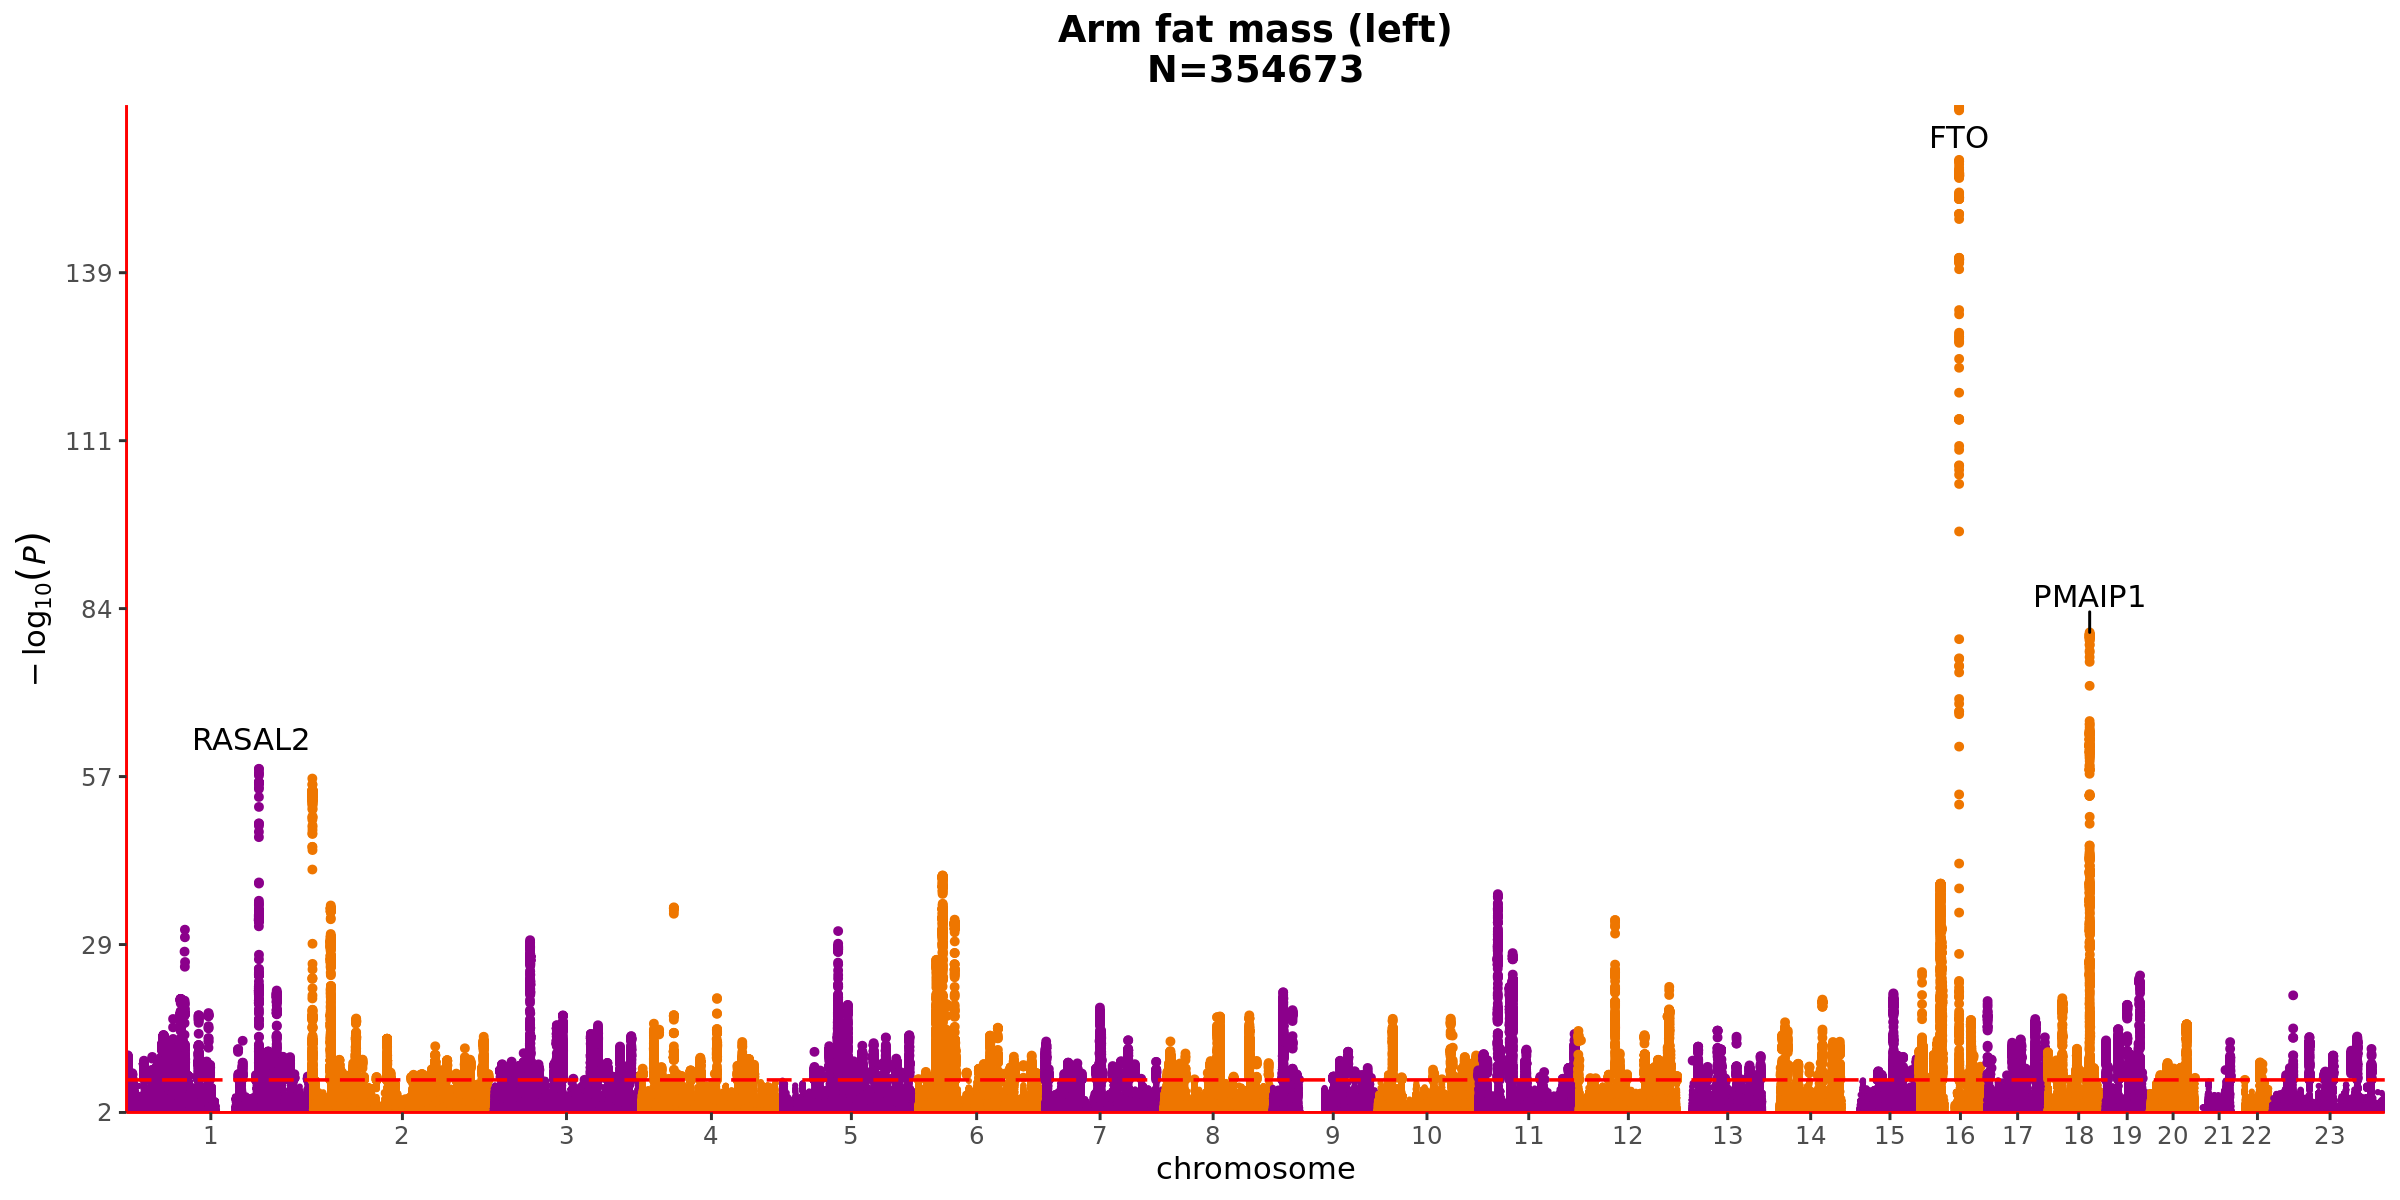 Arm fat mass (left)
N=354673
FTO
139
111
PMAIP1
84
RASAL2
57
29
2
−log10(P)
1 2 3 4 5 6 7 8 9 10 11 12 13 14 15 16 17 18 19 20 21 22 23
chromosome